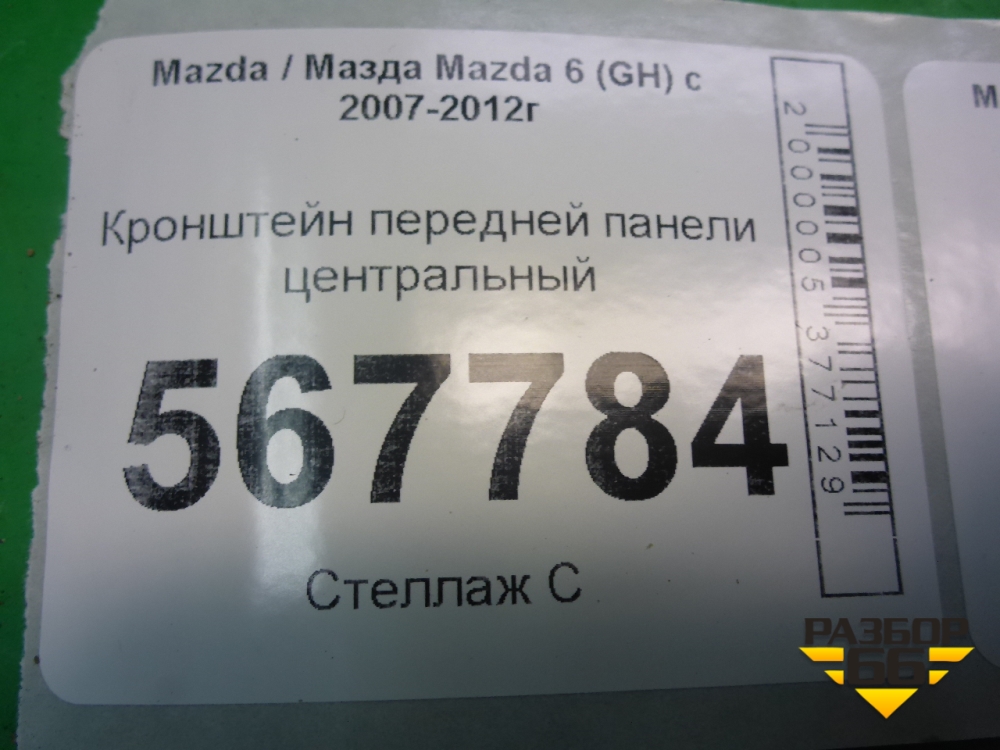 Mazda / Мазда Mazda 6 (GH) с
2007-2012г
Кронштейн передней панели
центральный
567784
Стеллаж С
2000005377129
М
РАЗБОР
66